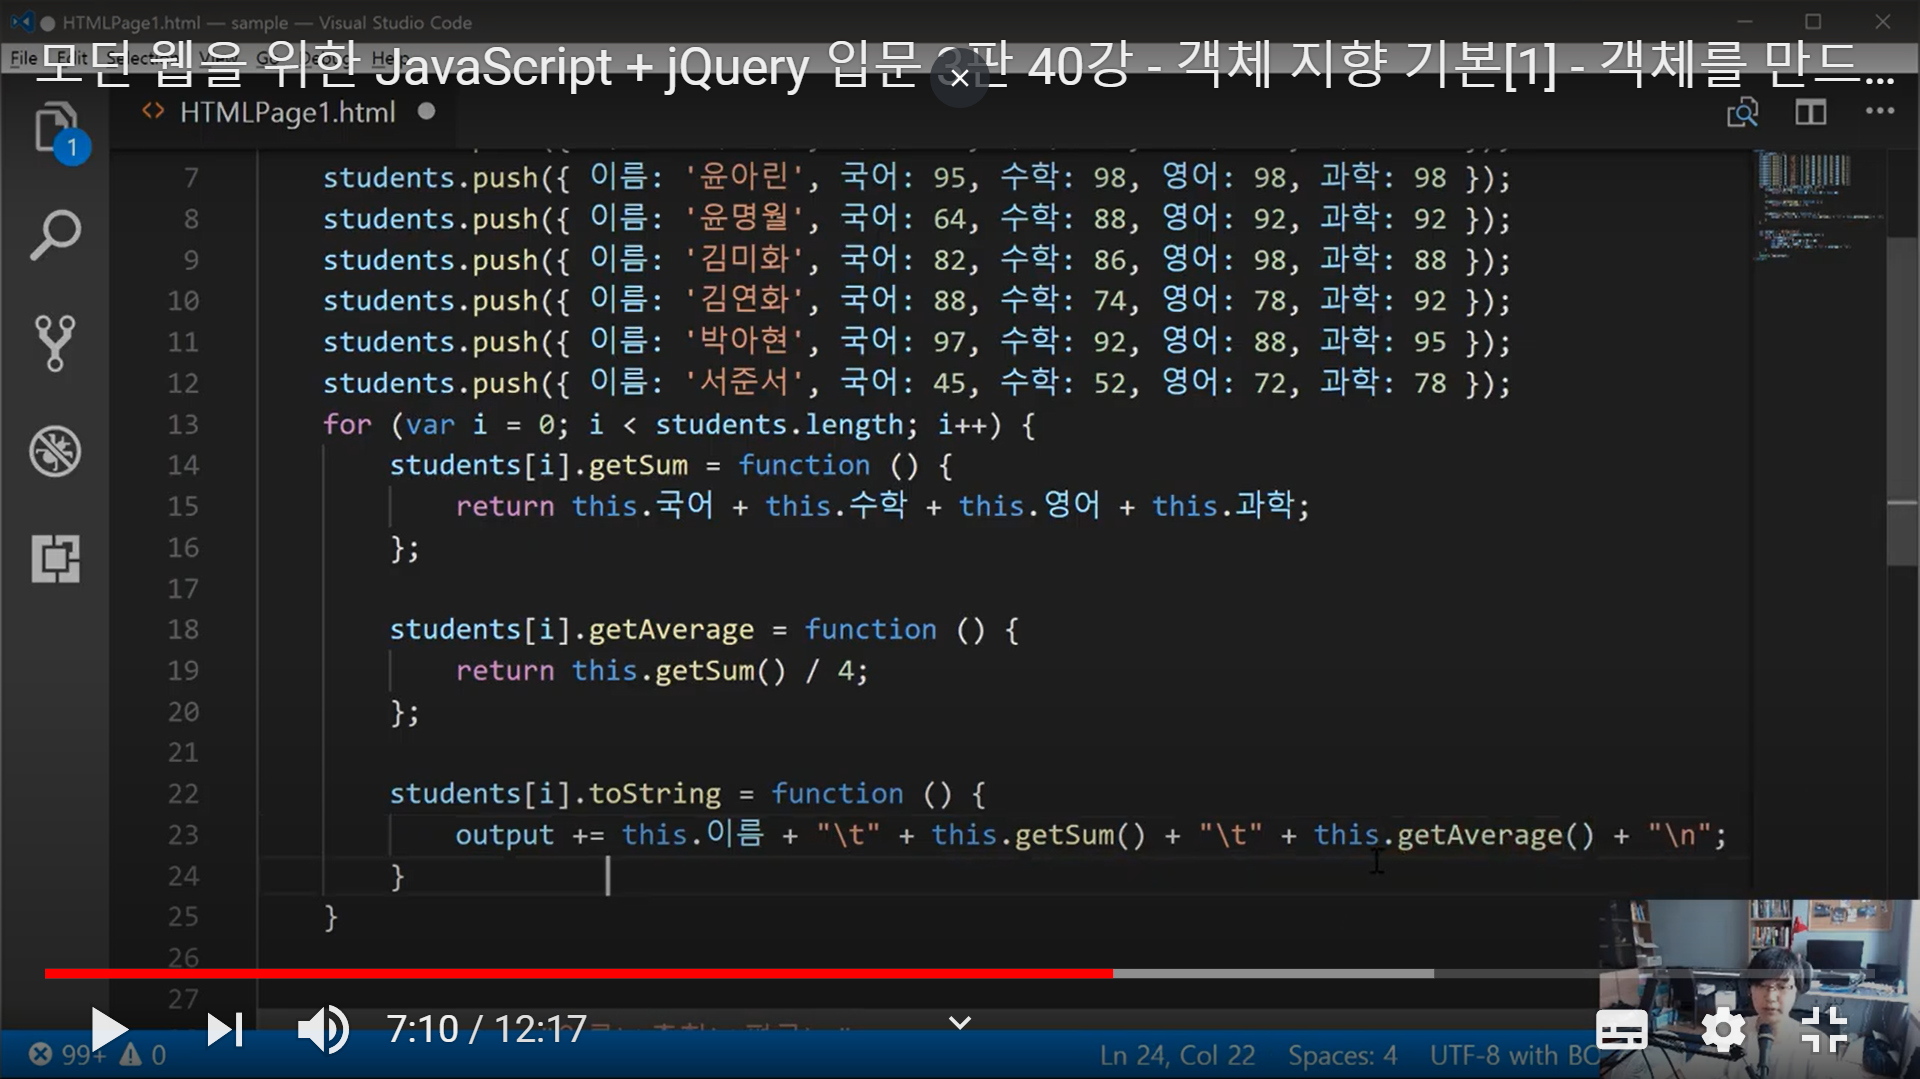 HTMLPage1.html — sample — Visual Studio Code
File Edit Selection View Go Debug Help
모던 웹을 위한 JavaScript + jQuery 입문 3판 40강 - 객체 지향 기본[1] - 객체를 만드...
<> HTMLPage1.html
1
7 students.push({ 이름: '윤아린', 국어: 95, 수학: 98, 영어: 98, 과학: 98 });
8 students.push({ 이름: '윤명월', 국어: 64, 수학: 88, 영어: 92, 과학: 92 });
9 students.push({ 이름: '김미화', 국어: 82, 수학: 86, 영어: 98, 과학: 88 });
10 students.push({ 이름: '김연화', 국어: 88, 수학: 74, 영어: 78, 과학: 92 });
11 students.push({ 이름: '박아현', 국어: 97, 수학: 92, 영어: 88, 과학: 95 });
12 students.push({ 이름: '서준서', 국어: 45, 수학: 52, 영어: 72, 과학: 78 });
13 for (var i = 0; i < students.length; i++) {
14 students[i].getSum = function () {
15 return this.국어 + this.수학 + this.영어 + this.과학;
16 };
17
18 students[i].getAverage = function () {
19 return this.getSum() / 4;
20 };
21
22 students[i].toString = function () {
23 output += this.이름 + "\t" + this.getSum() + "\t" + this.getAverage() + "\n";
24 }
25 }
26
27
7:10 / 12:17
99+ 0
Ln 24, Col 22 Spaces: 4 UTF-8 with BO